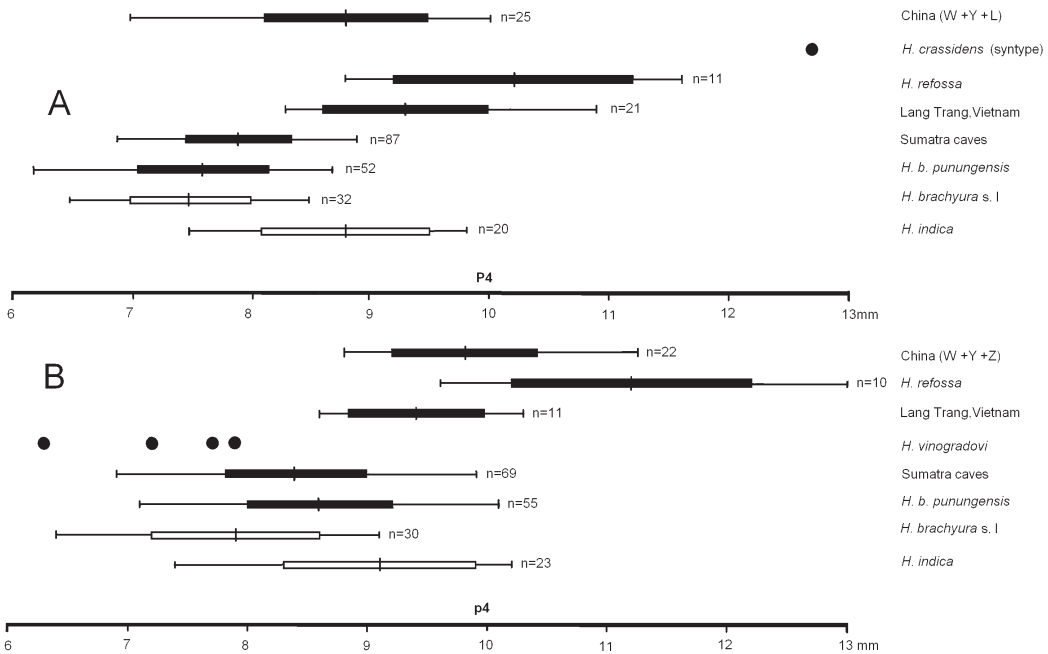 n=25 China (W +Y +L)
H. crassidens (syntype)
n=11 H. refossa
A
n=21 Lang Trang,Vietnam
n=87 Sumatra caves
n=52 H. b. punungensis
n=32 H. brachyura s. l
n=20 H. indica
P4
6 7 8 9 10 11 12 13mm
n=22 China (W +Y +Z)
B
n=10 H. refossa
n=11 Lang Trang,Vietnam
H. vinogradovi
n=69 Sumatra caves
n=55 H. b. punungensis
n=30 H. brachyura s. l
n=23 H. indica
p4
6 7 8 9 10 11 12 13 mm